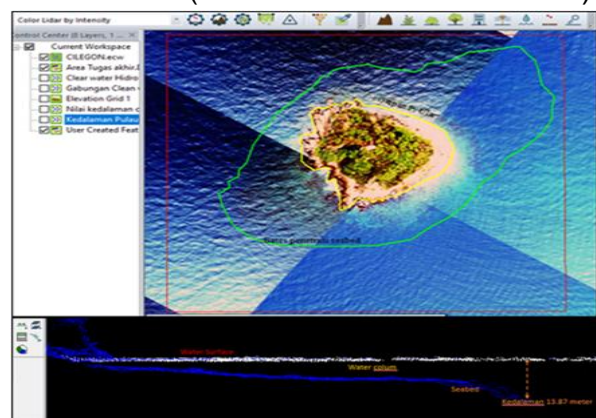 Color Lidar by Intensity
Control Center (8 Layers, 1 ...
Current Workspace
CILEGON.ecw
Area Tugas akhir.
Clear water Hidro
Gabungan Clean
Elevation Grid 1
Nilai kedalaman
Kedalaman Pulau
User Created Feat
Batas penetrasi seabed
Water Surface
Water colum
Seabed
Kedalaman 13.87 meter